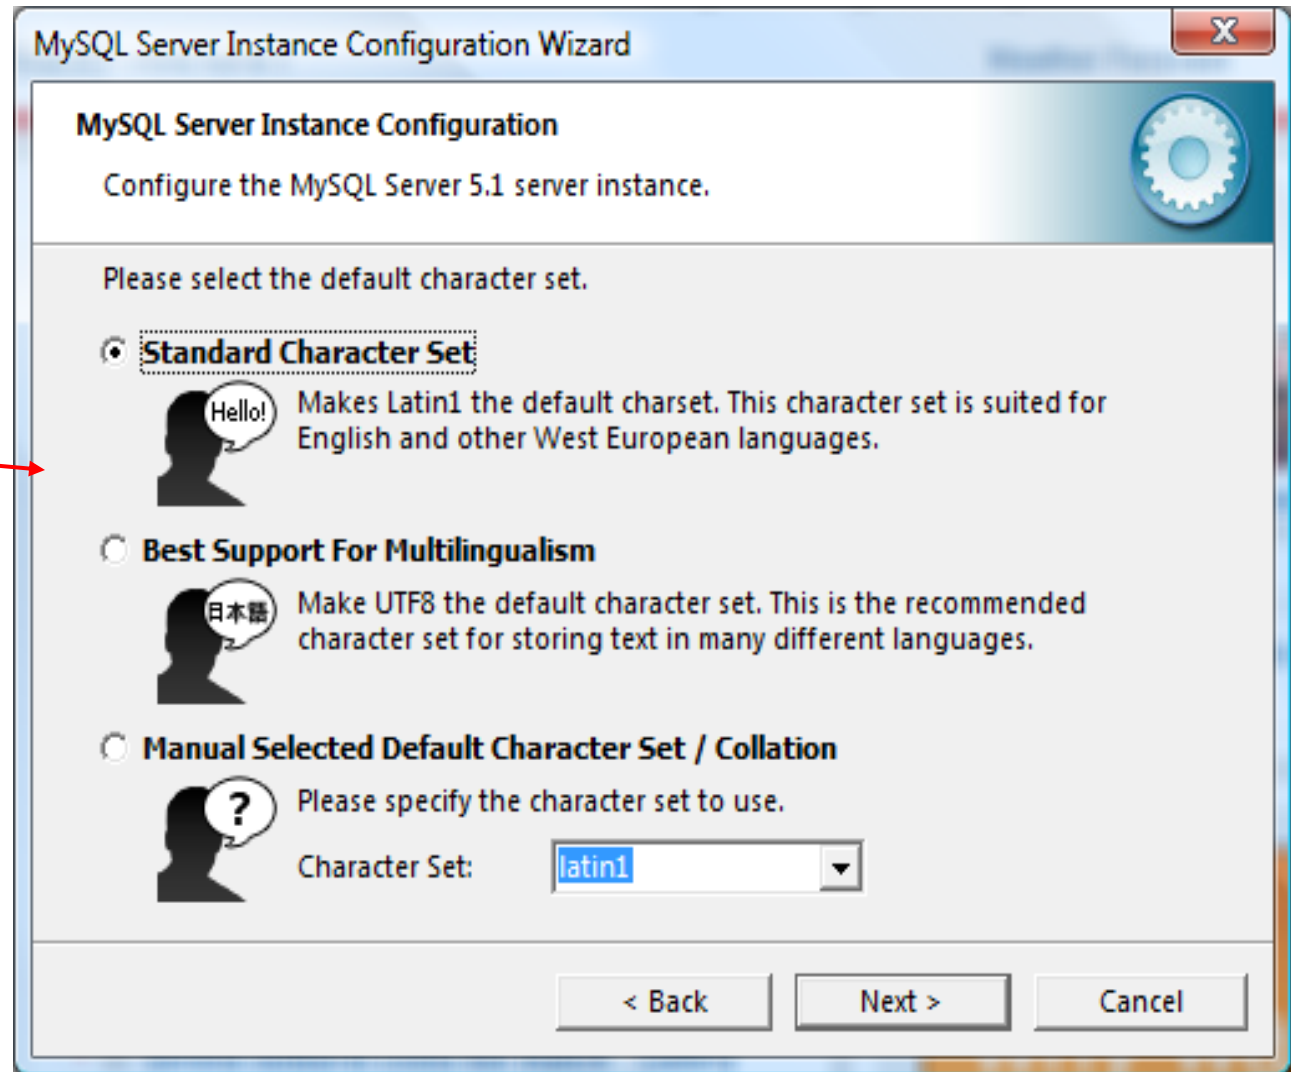 MySQL Server Instance Configuration Wizard
X
MySQL Server Instance Configuration
Configure the MySQL Server 5.1 server instance.
Please select the default character set.
Standard Character Set
Hello!
Makes Latin1 the default charset. This character set is suited for
English and other West European languages.
Best Support For Multilingualism
日本語
Make UTF8 the default character set. This is the recommended
character set for storing text in many different languages.
Manual Selected Default Character Set / Collation
?
Please specify the character set to use.
Character Set: latin1
< Back Next > Cancel